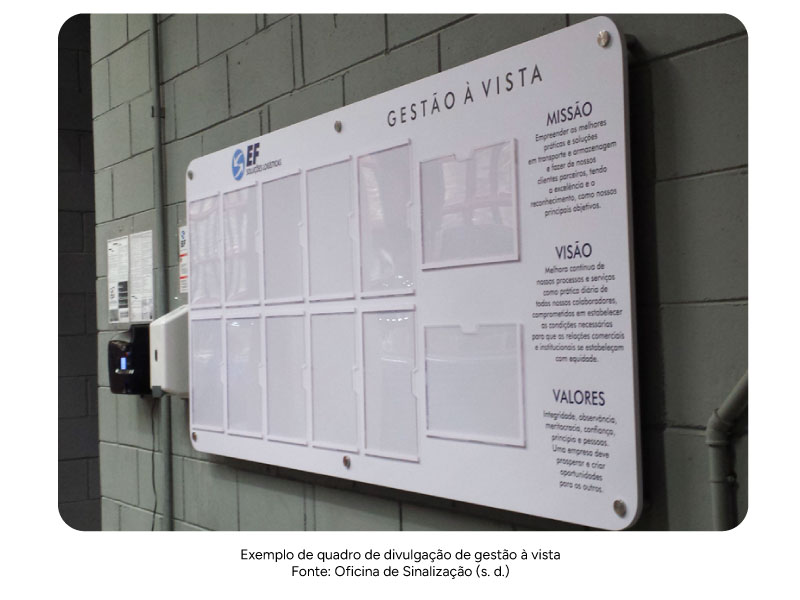 GESTÃO À VISTA
EF
SOLUÇÕES LOGÍSTICAS
MISSÃO
Empreender as melhores
práticas e soluções
em transporte e armazenagem
e fazer de nossos
clientes parceiros, tendo
a excelência e o
reconhecimento, como nossos
principais objetivos.
VISÃO
Melhora contínua de
nossos processos e serviços
como prática diária de
todos nossos colaboradores,
comprometidos em estabelecer
as condições necessárias
para que as relações comerciais
e institucionais se estabeleçam
com equidade.
VALORES
Integridade, observância,
meritocracia, confiança,
princípio e pessoas.
Uma empresa deve
prosperar e criar
oportunidades
para os outros.
Exemplo de quadro de divulgação de gestão à vista
Fonte: Oficina de Sinalização (s. d.)